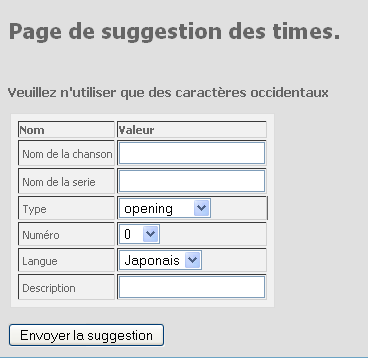 Page de suggestion des times.
Veuillez n'utiliser que des caractères occidentaux
Nom Valeur
Nom de la chanson
Nom de la serie
Type opening
Numéro 0
Langue Japonais
Description
Envoyer la suggestion